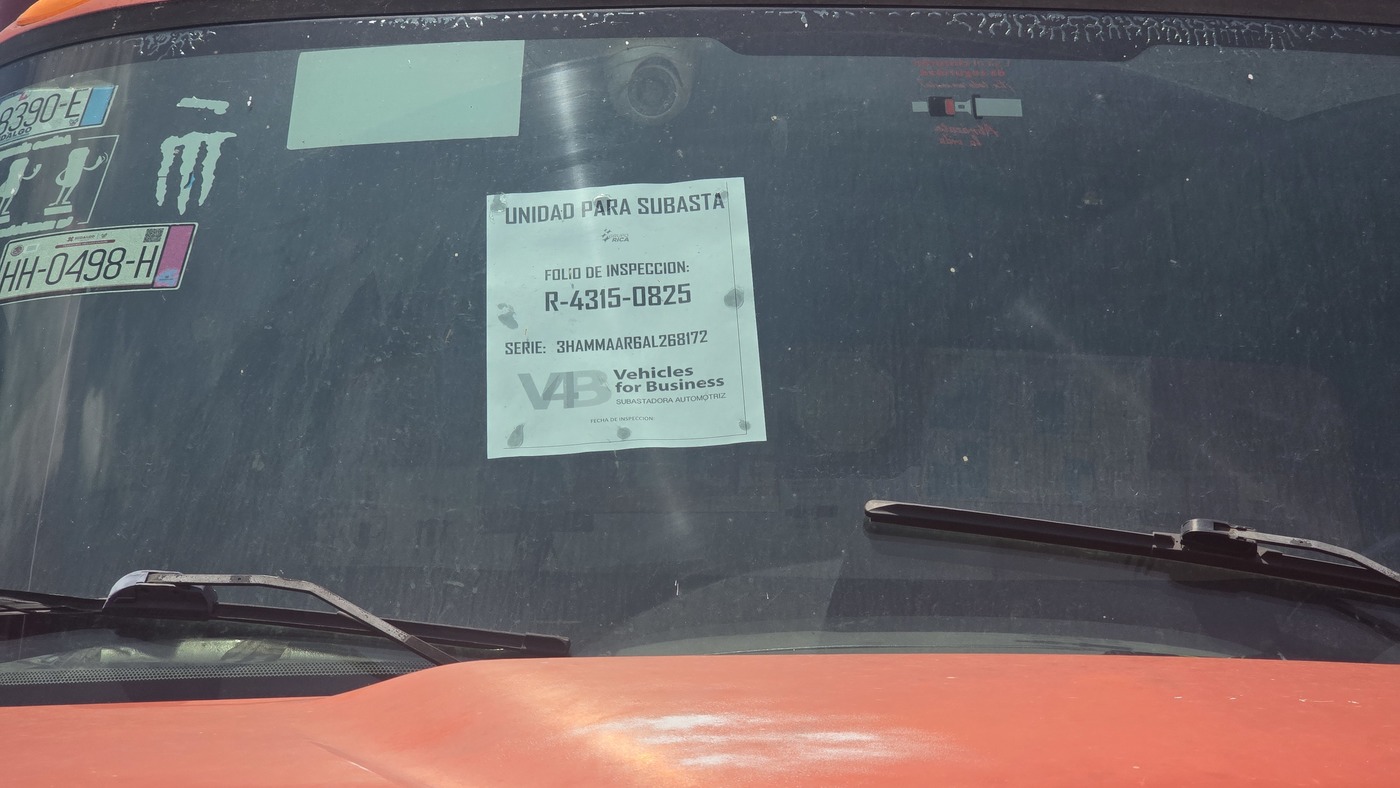 8390-E
HIDALGO
HH-0498-H
UNIDAD PARA SUBASTA
RICA
FOLIO DE INSPECCION:
R-4315-0825
SERIE: 3HAMMAAR6AL268172
V4B Vehicles
for Business
SUBASTADORA AUTOMOTRIZ
FECHA DE INSPECCION: